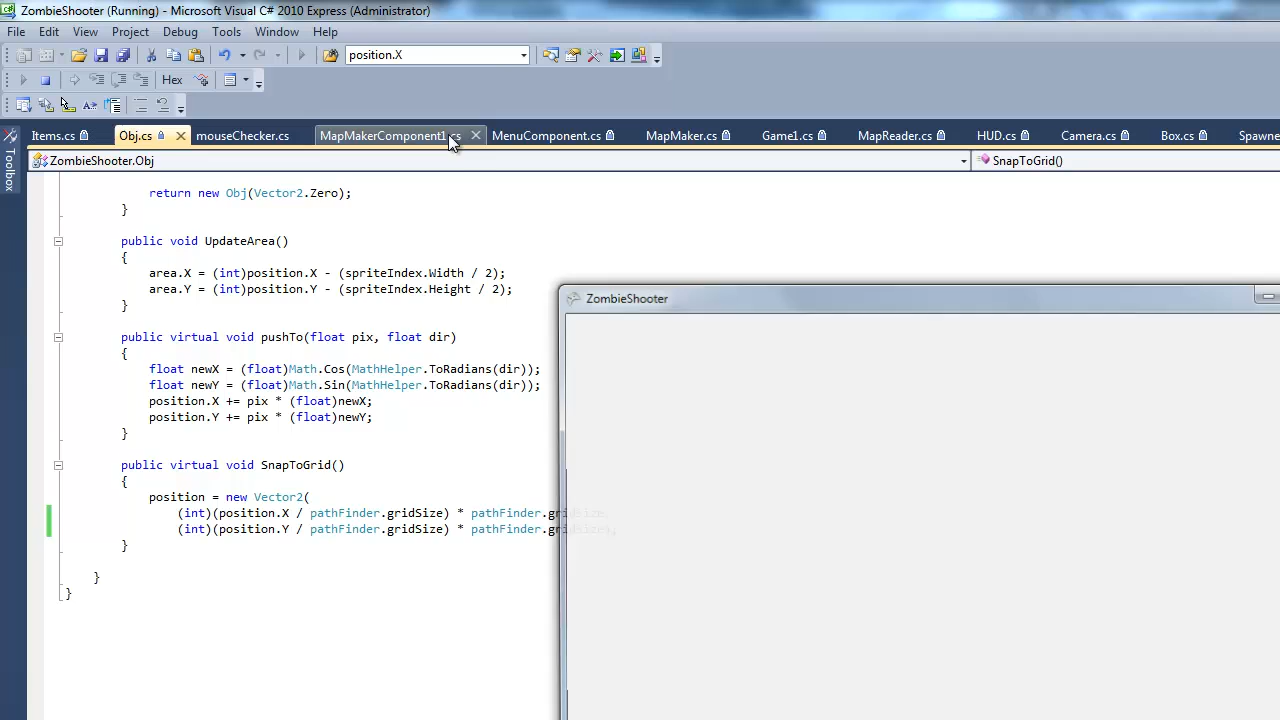 ZombieShooter (Running) - Microsoft Visual C# 2010 Express (Administrator)
File Edit View Project Debug Tools Window Help
position.X
Hex
Items.cs Obj.cs mouseChecker.cs MapMakerComponent1.cs MenuComponent.cs MapMaker.cs Game1.cs MapReader.cs HUD.cs Camera.cs Box.cs Spawne
Toolbox
ZombieShooter.Obj SnapToGrid()
return new Obj(Vector2.Zero);
}
public void UpdateArea()
{
area.X = (int)position.X - (spriteIndex.Width / 2);
area.Y = (int)position.Y - (spriteIndex.Height / 2);
}
ZombieShooter
public virtual void pushTo(float pix, float dir)
{
float newX = (float)Math.Cos(MathHelper.ToRadians(dir));
float newY = (float)Math.Sin(MathHelper.ToRadians(dir));
position.X += pix * (float)newX;
position.Y += pix * (float)newY;
}
public virtual void SnapToGrid()
{
position = new Vector2(
(int)(position.X / pathFinder.gridSize) * pathFinder.gridSize,
(int)(position.Y / pathFinder.gridSize) * pathFinder.gridSize);
}
}
}